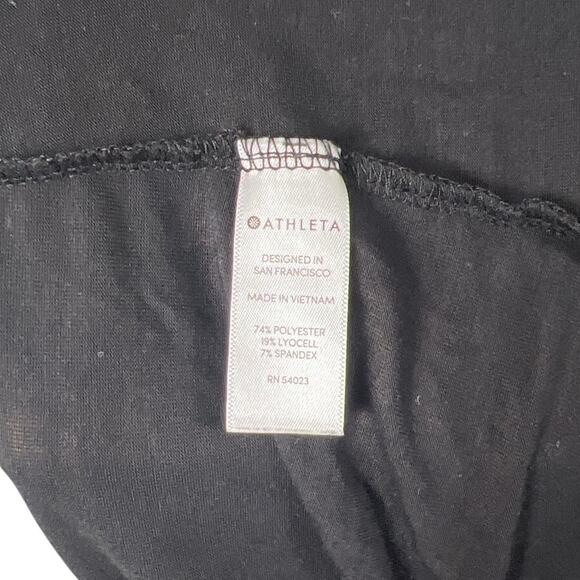 ATHLETA
DESIGNED IN
SAN FRANCISCO
MADE IN VIETNAM
74% POLYESTER
19% LYOCELL
7% SPANDEX
RN 54023